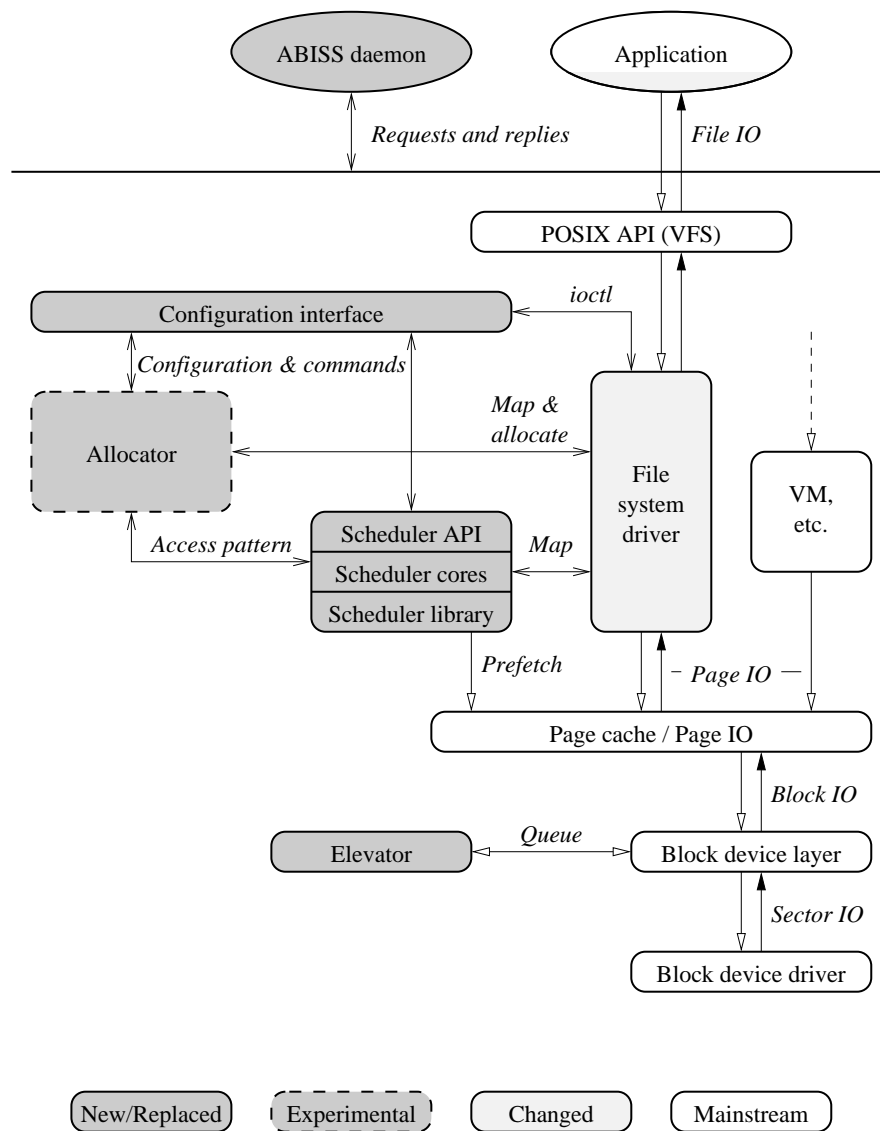 ABISS daemon
Application
Requests and replies
File IO
POSIX API (VFS)
ioctl
Configuration interface
Configuration & commands
Map &
allocate
Allocator
File
system
driver
VM,
etc.
Scheduler API
Access pattern
Map
Scheduler cores
Scheduler library
Prefetch
Page IO
Page cache / Page IO
Block IO
Queue
Elevator
Block device layer
Sector IO
Block device driver
New/Replaced
Experimental
Changed
Mainstream